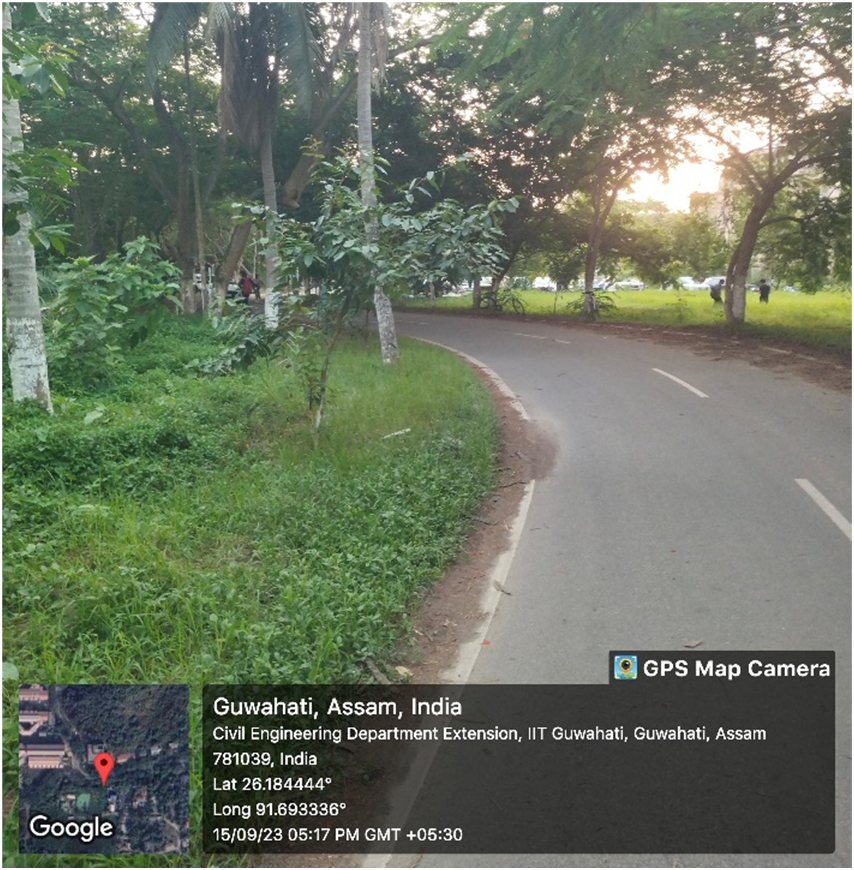 GPS Map Camera
Guwahati, Assam, India
Civil Engineering Department Extension, IIT Guwahati, Guwahati, Assam
781039, India
Lat 26.184444°
Long 91.693336°
15/09/23 05:17 PM GMT +05:30
Google